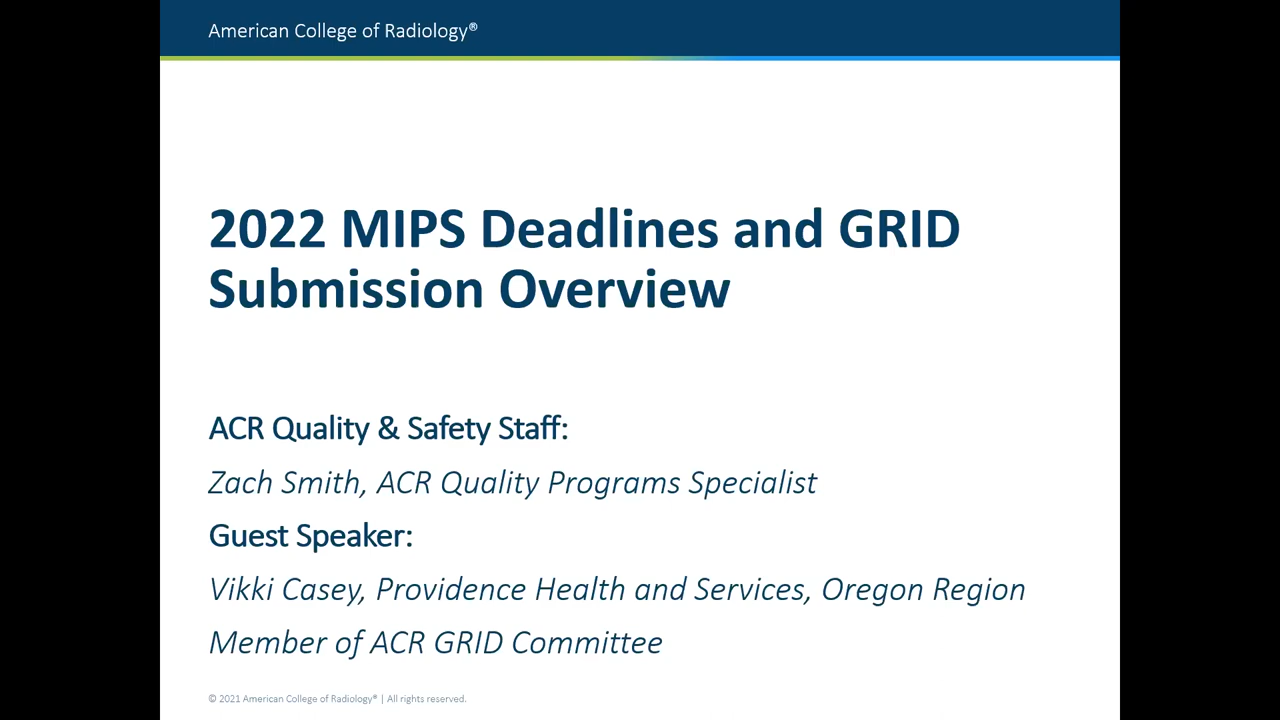 American College of Radiology®
2022 MIPS Deadlines and GRID
Submission Overview
ACR Quality & Safety Staff:
Zach Smith, ACR Quality Programs Specialist
Guest Speaker:
Vikki Casey, Providence Health and Services, Oregon Region
Member of ACR GRID Committee
© 2021 American College of Radiology® | All rights reserved.